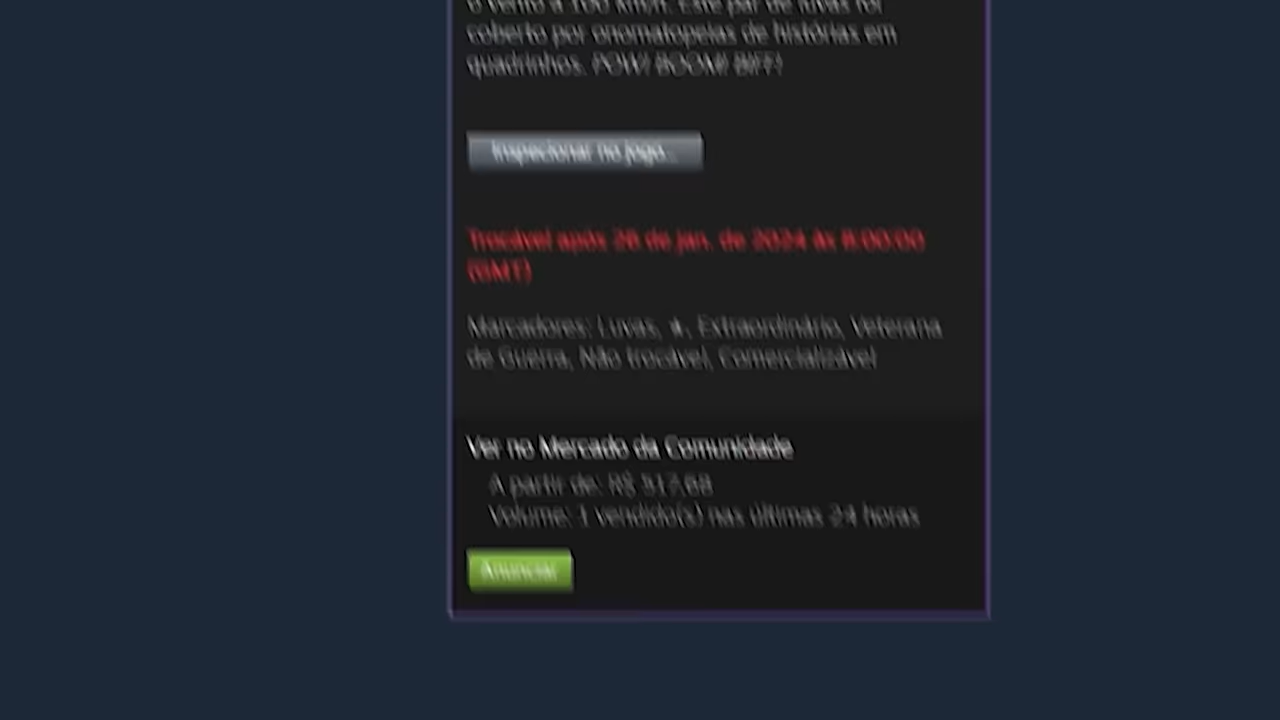 o vento a 100 km/h. Este par de luvas foi
coberto por onomatopeias de histórias em
quadrinhos. POW! BOOM! BIFF!
Inspecionar no jogo...
Trocável após 28 de jan. de 2024 às 8:00:00
(GMT)
Marcadores: Luvas, ★, Extraordinário, Veterana
de Guerra, Não trocável, Comercializável
Ver no Mercado da Comunidade
A partir de: R$ 517,68
Volume: 1 vendido(s) nas últimas 24 horas
Anunciar